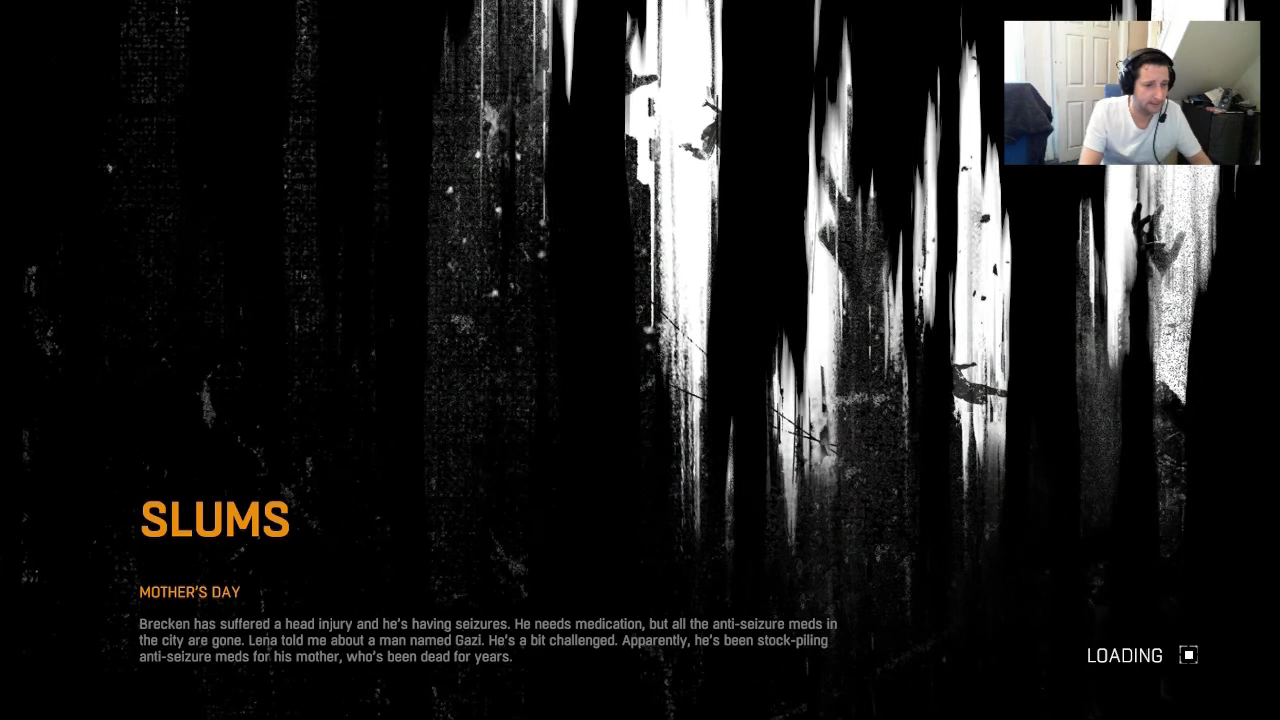 SLUMS
MOTHER'S DAY
Brecken has suffered a head injury and he's having seizures. He needs medication, but all the anti-seizure meds in
the city are gone. Lena told me about a man named Gazi. He's a bit challenged. Apparently, he's been stock-piling
anti-seizure meds for his mother, who's been dead for years.
LOADING